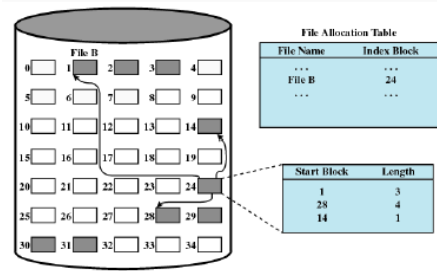 File Allocation Table
File Name Index Block
... ...
File B 24
... ...
File B
0 1 2 3 4
5 6 7 8 9
10 11 12 13 14
15 16 17 18 19
20 21 22 23 24
25 26 27 28 29
30 31 32 33 34
Start Block Length
1 3
28 4
14 1